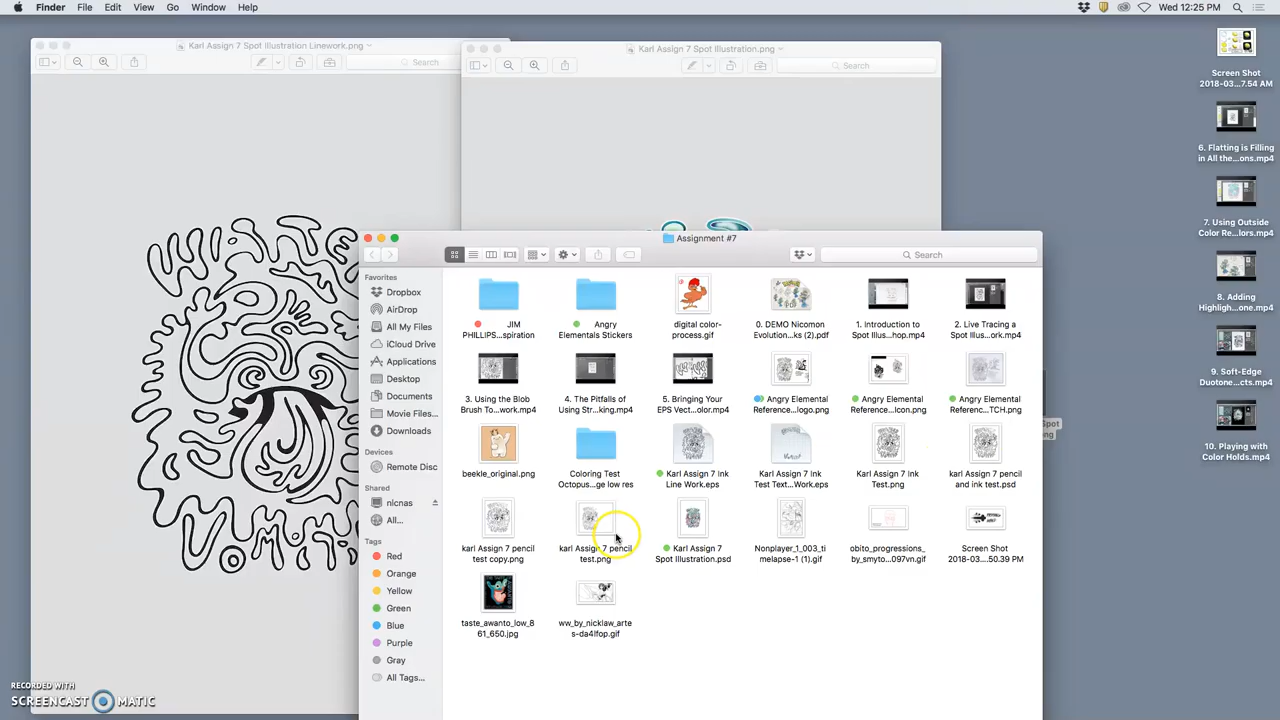 Finder File Edit View Go Window Help Wed 12:25 PM
Karl Assign 7 Spot Illustration Linework.png
Search
Karl Assign 7 Spot Illustration.png
Search
Assignment #7
Search
Favorites
Dropbox
AirDrop
All My Files
iCloud Drive
Applications
Desktop
Documents
Movie Files...
Downloads
Devices
Remote Disc
Shared
nlcnas
All...
Tags
Red
Orange
Yellow
Green
Blue
Purple
Gray
All Tags...
JIM
PHILLIPS...spiration
Angry
Elementals Stickers
digital color-
process.gif
0. DEMO Nicomon
Evolution...ks (2).pdf
1. Introduction to
Spot Illus...hop.mp4
2. Live Tracing a
Spot Illus...ork.mp4
3. Using the Blob
Brush To...work.mp4
4. The Pitfalls of
Using Str...king.mp4
5. Bringing Your
EPS Vect...olor.mp4
Angry Elemental
Reference...logo.png
Angry Elemental
Reference...Icon.png
Angry Elemental
Referenc...TCH.png
beekle_original.png
Coloring Test
Octopus...ge low res
Karl Assign 7 Ink
Line Work.eps
Karl Assign 7 Ink
Test Text...Work.eps
Karl Assign 7 Ink
Test.png
karl Assign 7 pencil
and ink test.psd
karl Assign 7 pencil
test copy.png
karl Assign 7 pencil
test.png
Karl Assign 7
Spot Illustration.psd
Nonplayer_1_003_ti
melapse-1 (1).gif
obito_progressions_
by_smyto...097vn.gif
Screen Shot
2018-03...50.39 PM
taste_awanto_low_8
61_650.jpg
ww_by_nicklaw_arte
s-da4lfop.gif
Spot
ng
Screen Shot
2018-03...7.54 AM
6. Flatting is Filling
in All the...ons.mp4
7. Using Outside
Color Re...lors.mp4
8. Adding
Highligh...one.mp4
9. Soft-Edge
Duotone...cts.mp4
10. Playing with
Color Holds.mp4
RECORDED WITH
SCREENCAST MATIC